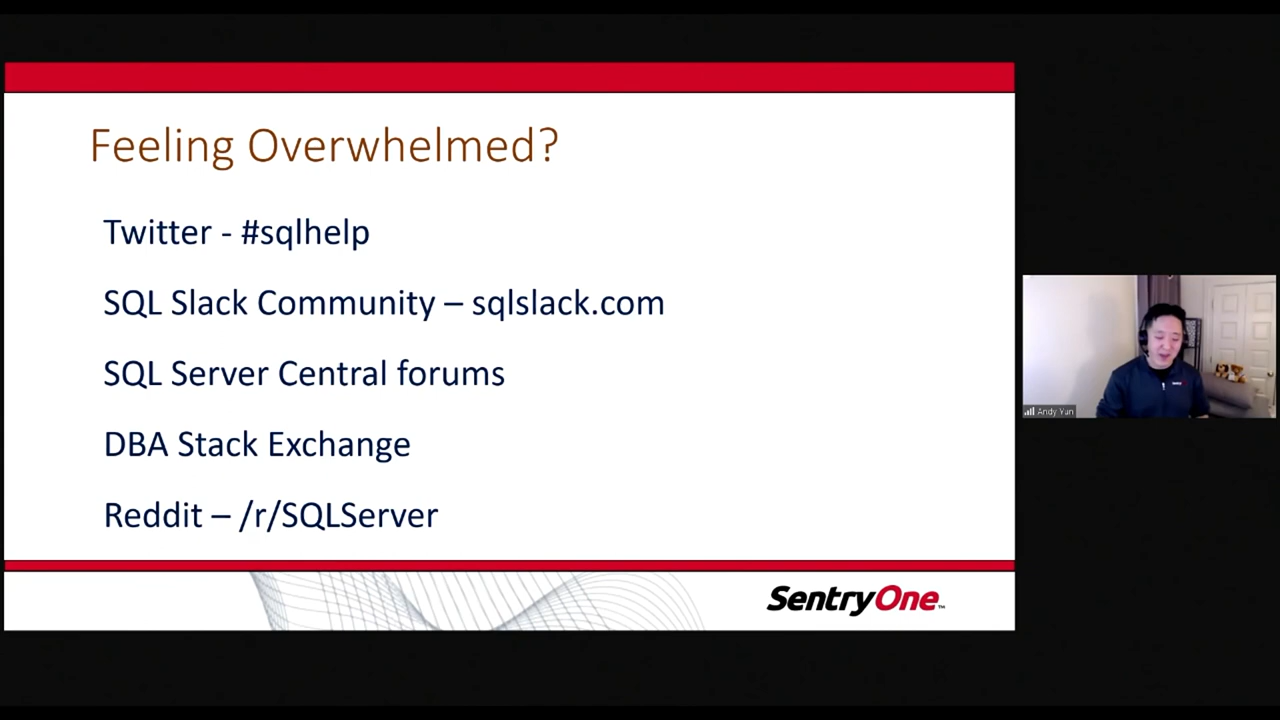 Feeling Overwhelmed?
Twitter - #sqlhelp
SQL Slack Community – sqlslack.com
SQL Server Central forums
DBA Stack Exchange
Reddit – /r/SQLServer
SentryOne™
Andy Yun